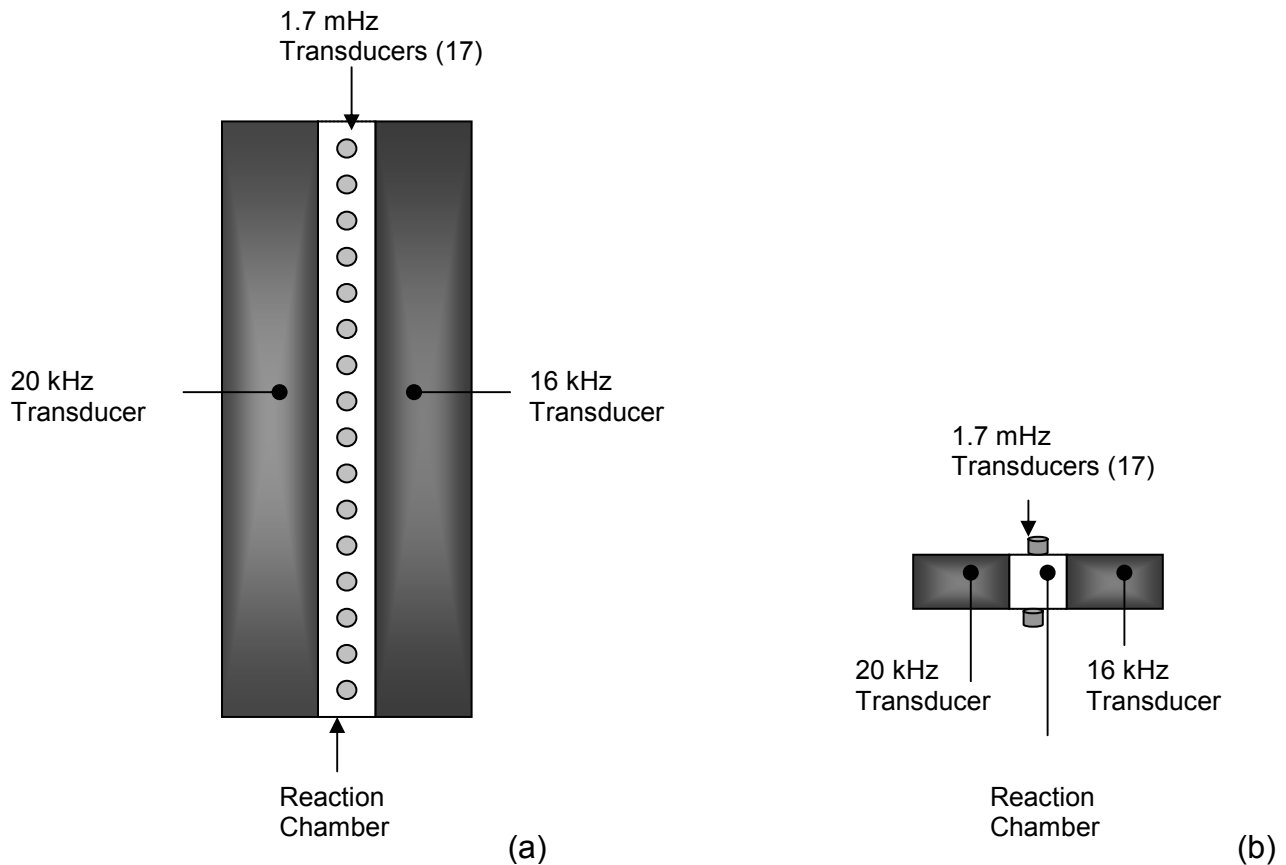 1.7 mHz
Transducers (17)
20 kHz
Transducer
16 kHz
Transducer
Reaction
Chamber
(a)
1.7 mHz
Transducers (17)
20 kHz
Transducer
16 kHz
Transducer
Reaction
Chamber
(b)